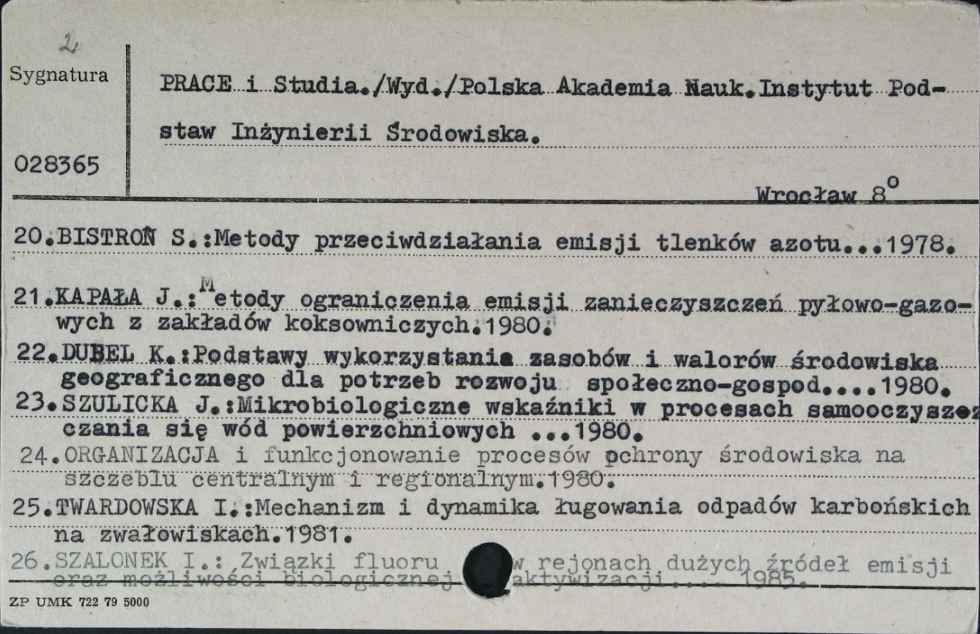 2
Sygnatura
PRACE i Studia./Wyd./Polska Akademia Nauk.Instytut Pod-
staw Inżynierii Środowiska.
028365
Wrocław 8º
20.BISTROŃ S.:Metody przeciwdziałania emisji tlenków azotu...1978.
21.KAPAŁA J.:Metody ograniczenia emisji zanieczyszczeń pyłowo-gazo-
wych z zakładów koksowniczych.1980.
22.DUBEL K.:Podstawy wykorzystania zasobów i walorów środowiska
geograficznego dla potrzeb rozwoju społeczno-gospod....1980.
23.SZULICKA J.:Mikrobiologiczne wskaźniki w procesach samooczyszcz
czania się wód powierzchniowych ...1980.
24.ORGANIZACJA i funkcjonowanie procesów ochrony środowiska na
szczeblu centralnym i regionalnym.1980.
25.TWARDOWSKA I.:Mechanizm i dynamika ługowania odpadów karbońskich
na zwałowiskach.1981.
26.SZALONEK I.: Związki fluoru w rejonach dużych źródeł emisji
oraz możliwości biologicznej aktywizacji.... 1985.
ZP UMK 722 79 5000